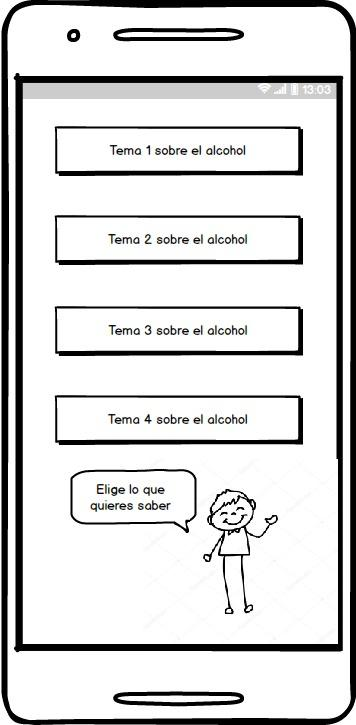 13:03
Tema 1 sobre el alcohol
Tema 2 sobre el alcohol
Tema 3 sobre el alcohol
Tema 4 sobre el alcohol
Elige lo que
quieres saber